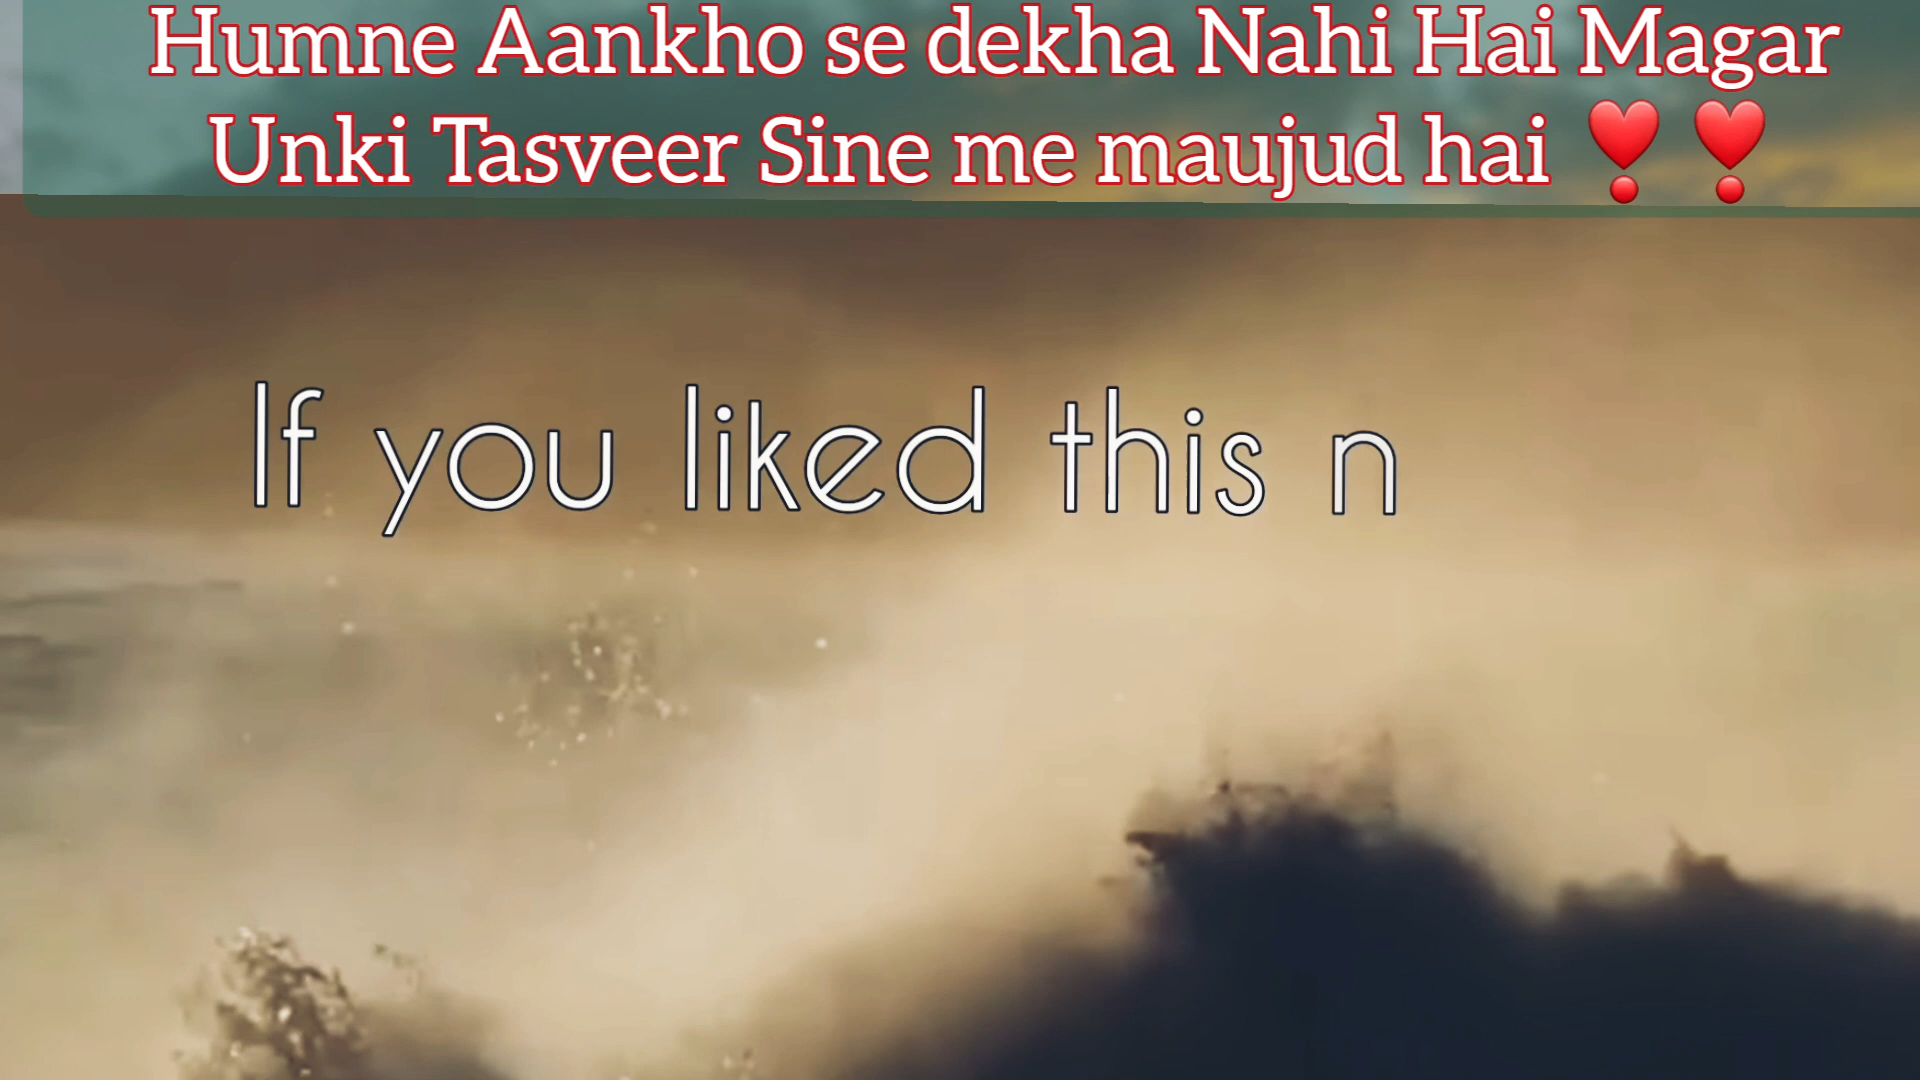 Humne Aankho se dekha Nahi Hai Magar
Unki Tasveer Sine me maujud hai ❣️ ❣️
If you liked this n